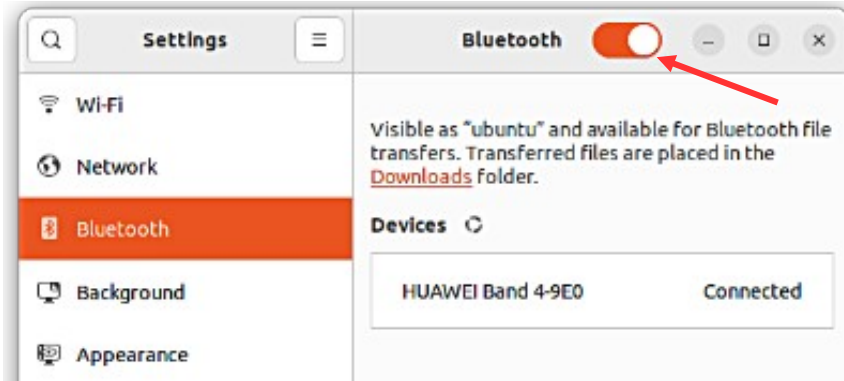 Settings
Bluetooth
Wi-Fi
Network
Bluetooth
Background
Appearance
Visible as “ubuntu” and available for Bluetooth file
transfers. Transferred files are placed in the
Downloads folder.
Devices
HUAWEI Band 4-9E0 Connected